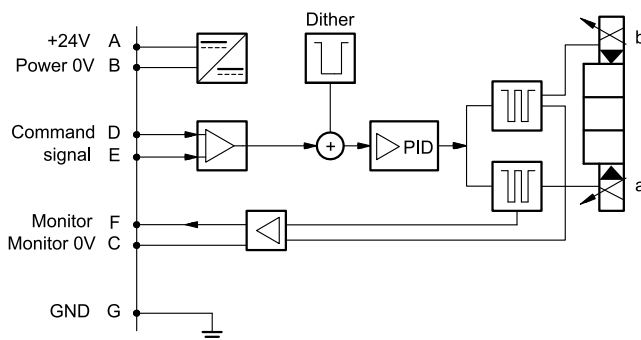 Dither
+24V A
Power 0V B
b
Command D
signal E
PID
a
Monitor F
Monitor 0V C
GND G